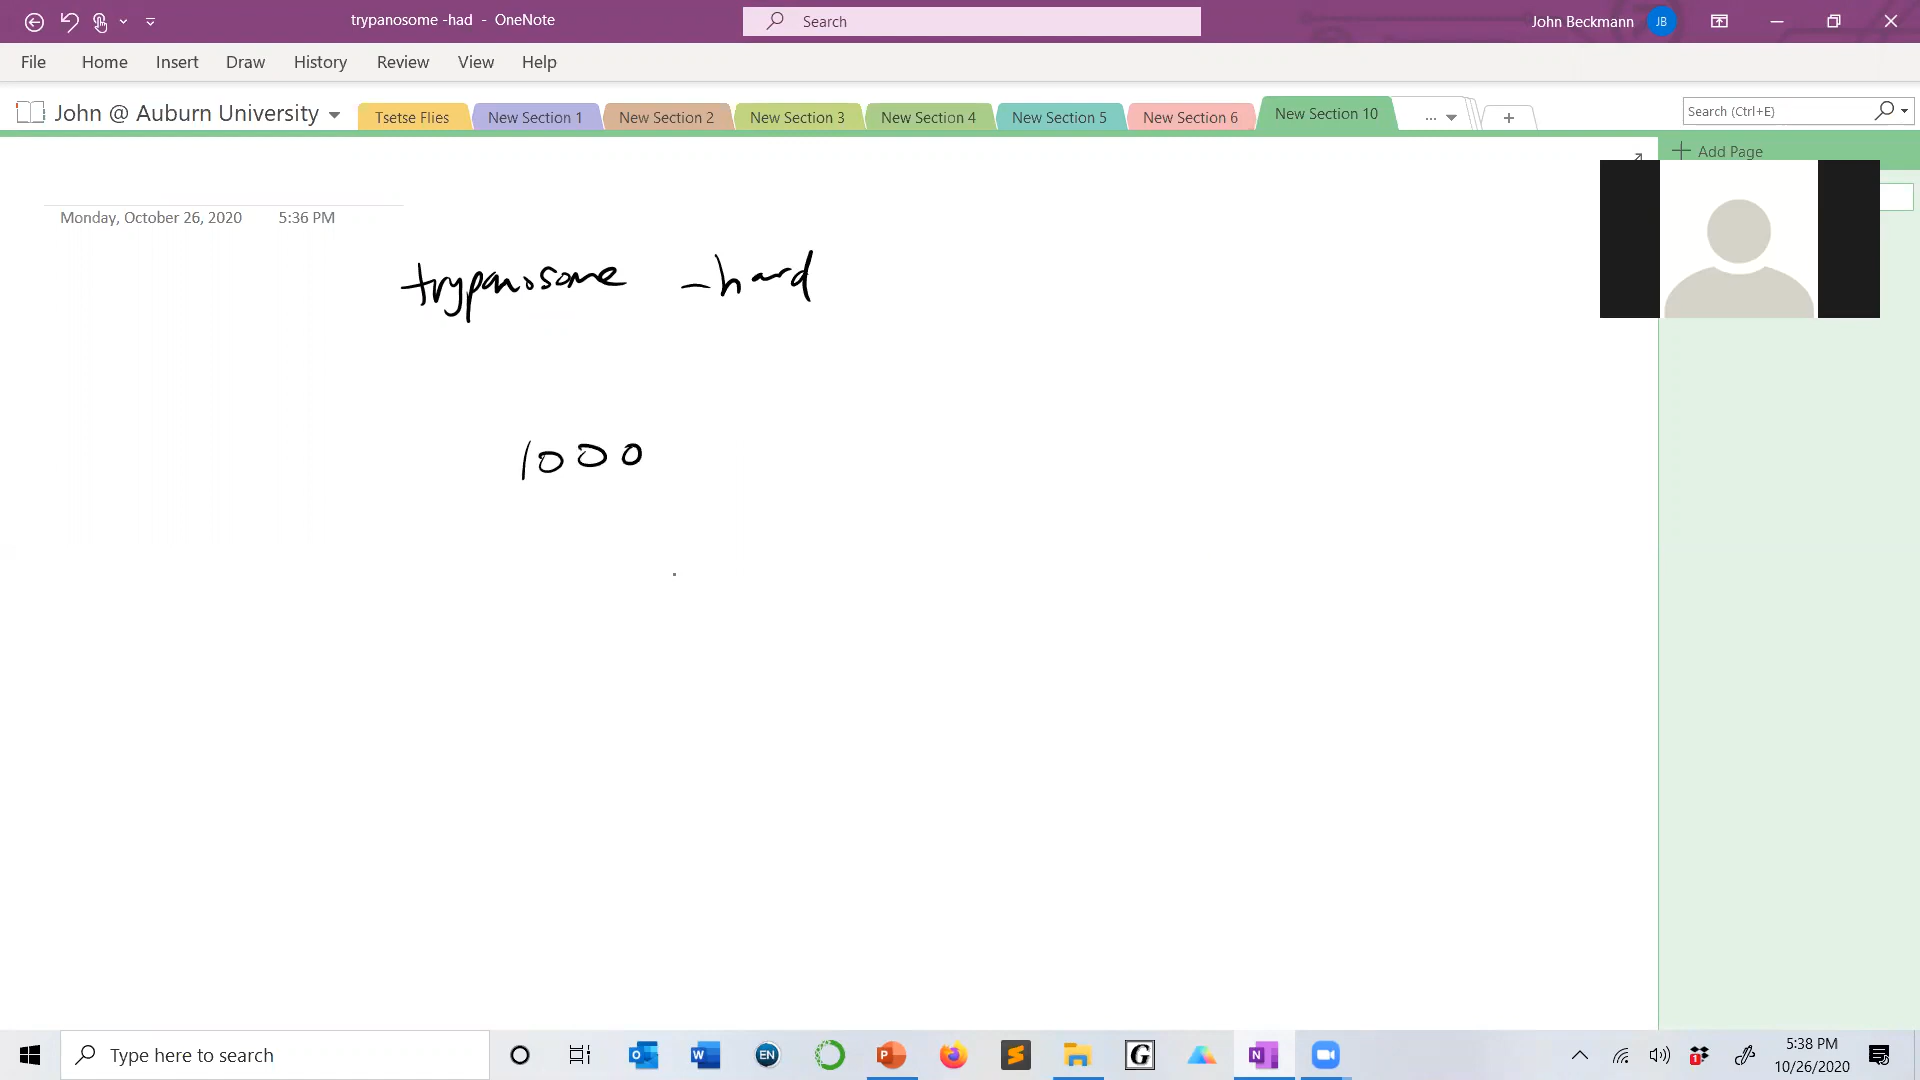 trypanosome -had - OneNote
Search
John Beckmann JB
File Home Insert Draw History Review View Help
John @ Auburn University
Tsetse Flies New Section 1 New Section 2 New Section 3 New Section 4 New Section 5 New Section 6 New Section 10 ... +
Search (Ctrl+E)
Add Page
Monday, October 26, 2020 5:36 PM
trypanosome -hard
1000
Type here to search
O W EN P S G N 1
5:38 PM
10/26/2020